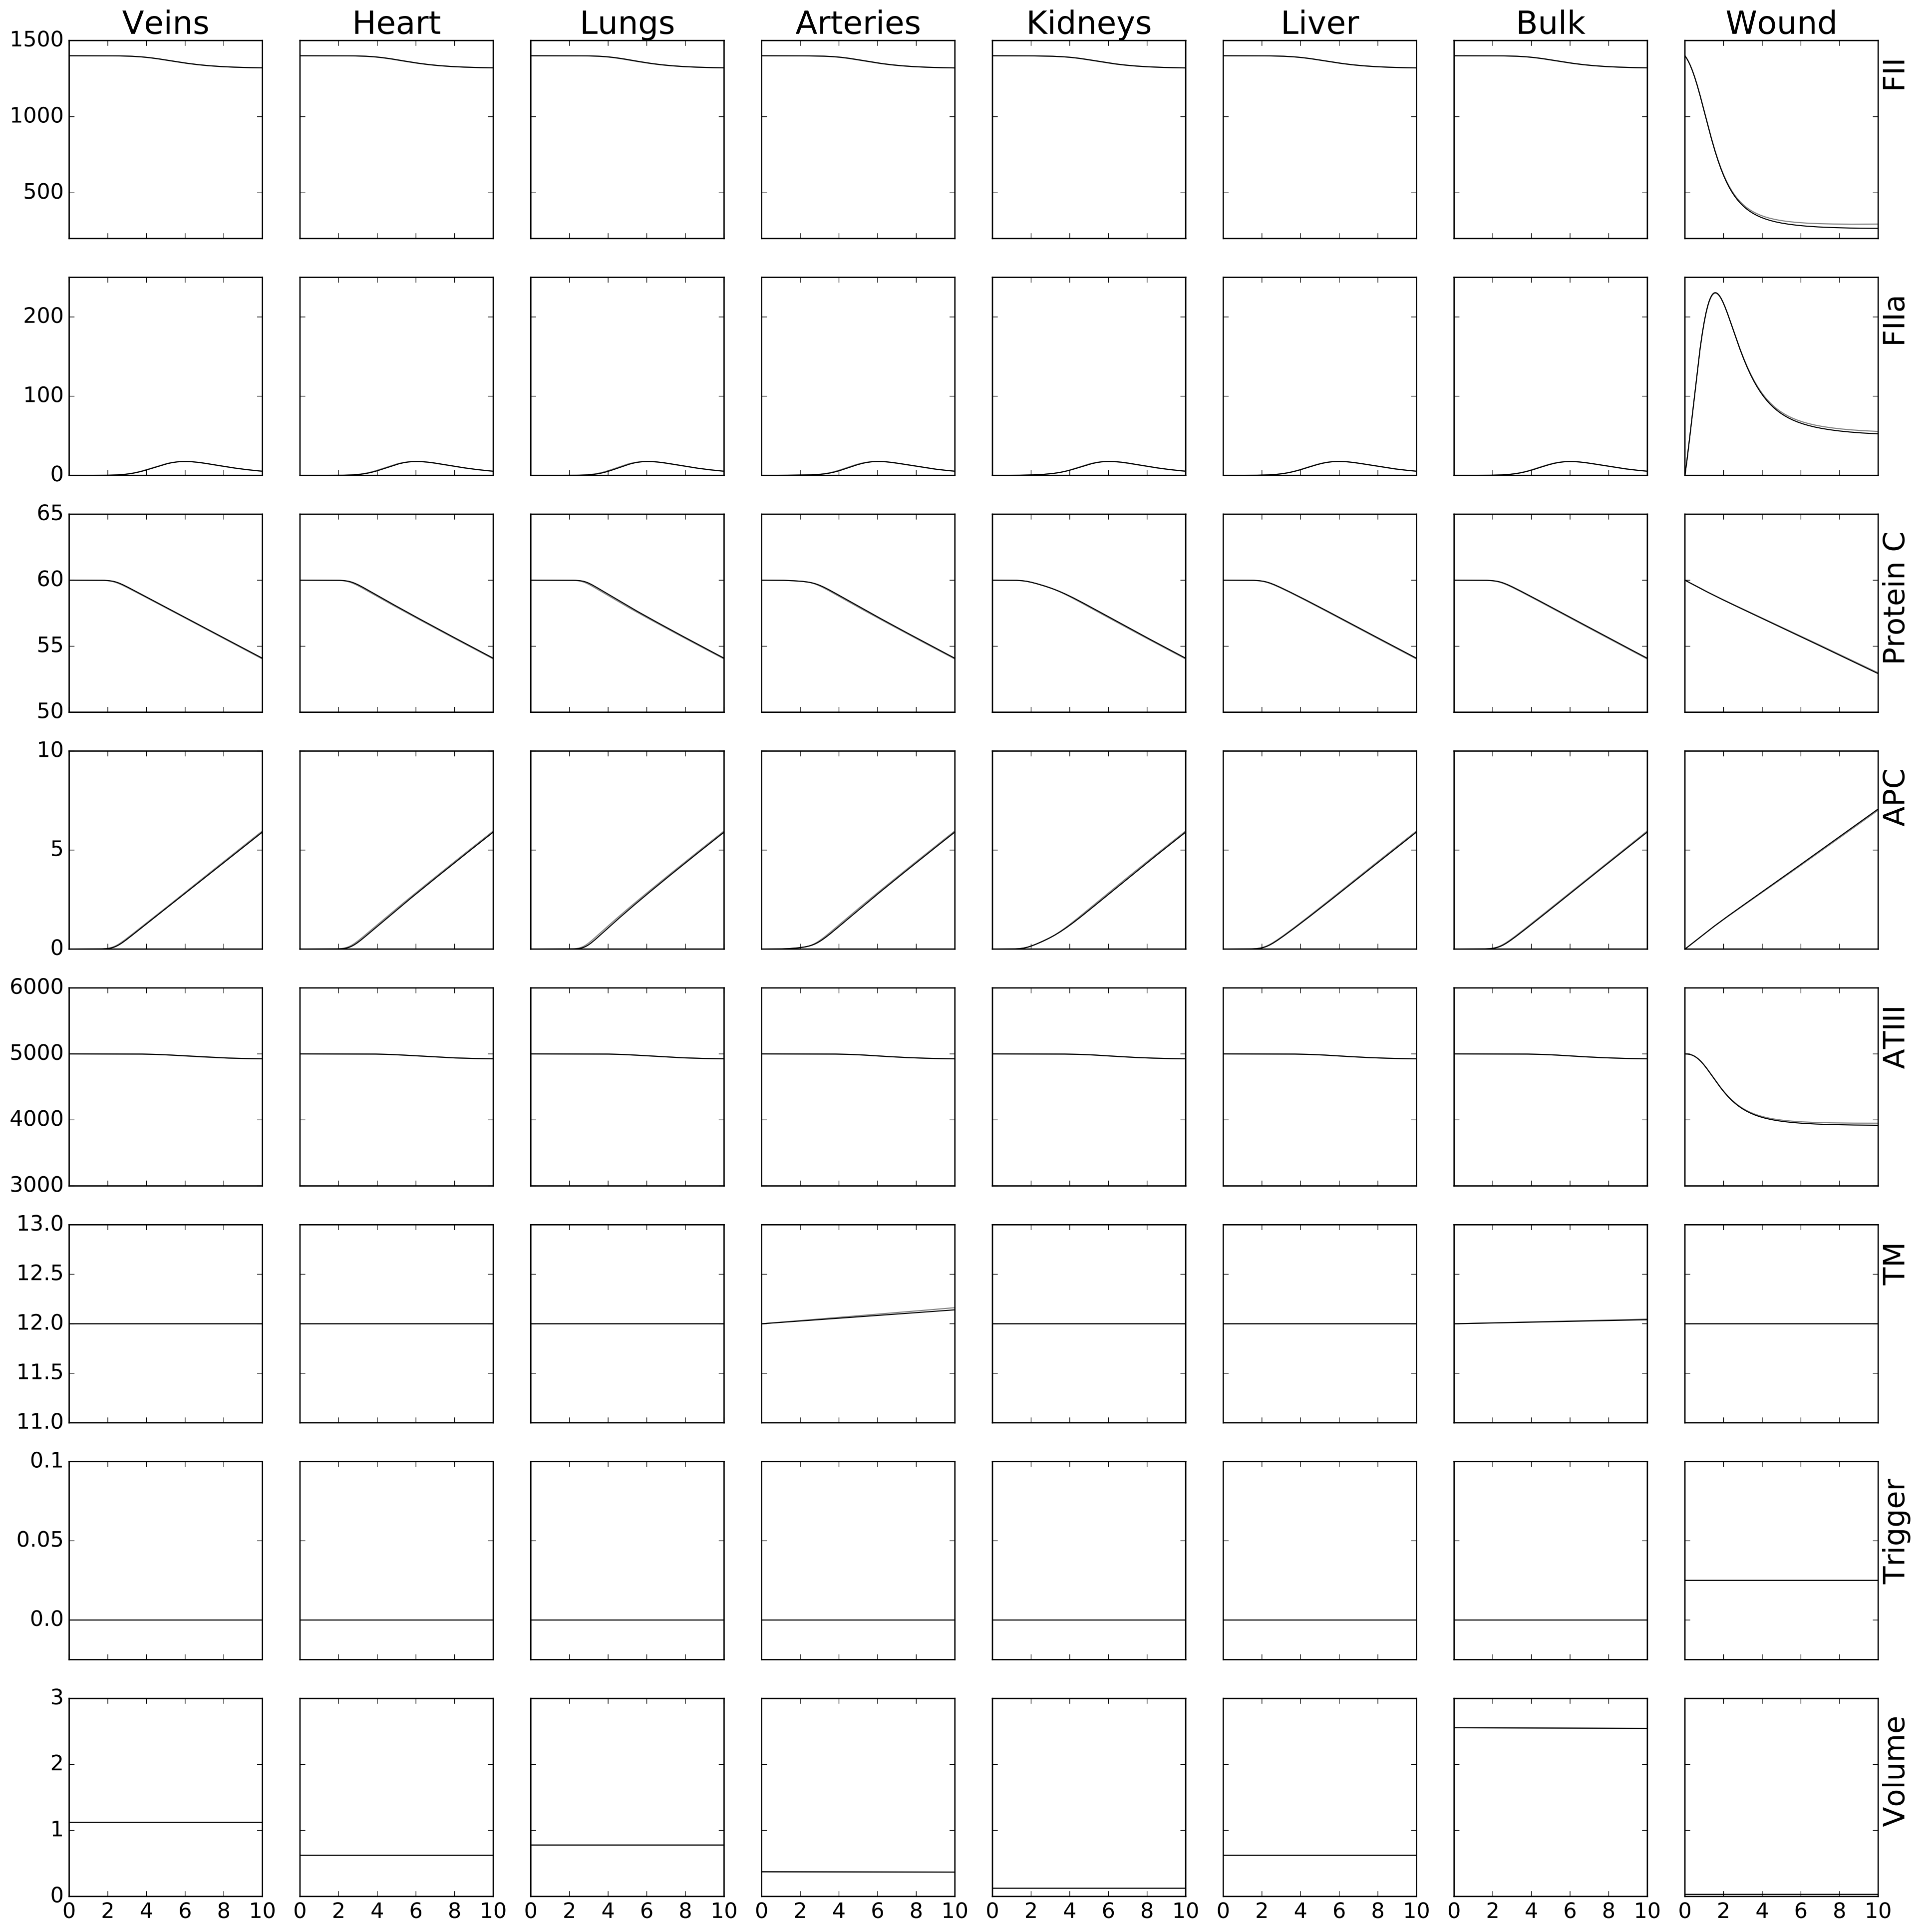 Veins Heart Lungs Arteries Kidneys Liver Bulk Wound
1500
1000
500
FII
200
100
0
FIIa
65
60
55
50
Protein C
10
5
0
APC
6000
5000
4000
3000
ATIII
13.0
12.5
12.0
11.5
11.0
TM
0.1
0.05
0.0
Trigger
3
2
1
0
Volume
0 2 4 6 8 10 0 2 4 6 8 10 0 2 4 6 8 10 0 2 4 6 8 10 0 2 4 6 8 10 0 2 4 6 8 10 0 2 4 6 8 10 0 2 4 6 8 10